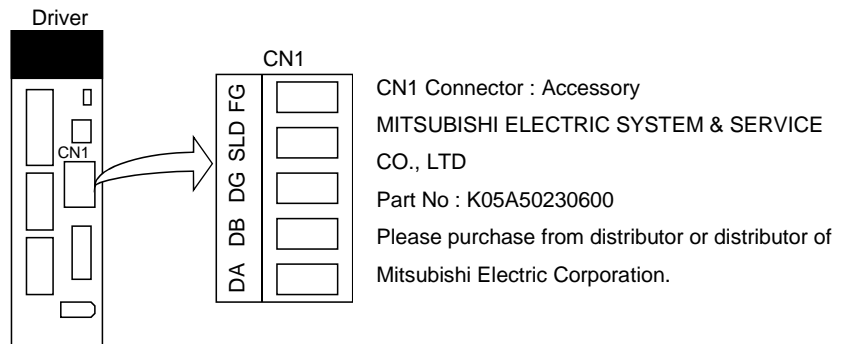 Driver
CN1
CN1
FG
SLD
DG
DB
DA
CN1 Connector : Accessory
MITSUBISHI ELECTRIC SYSTEM & SERVICE
CO., LTD
Part No : K05A50230600
Please purchase from distributor or distributor of
Mitsubishi Electric Corporation.